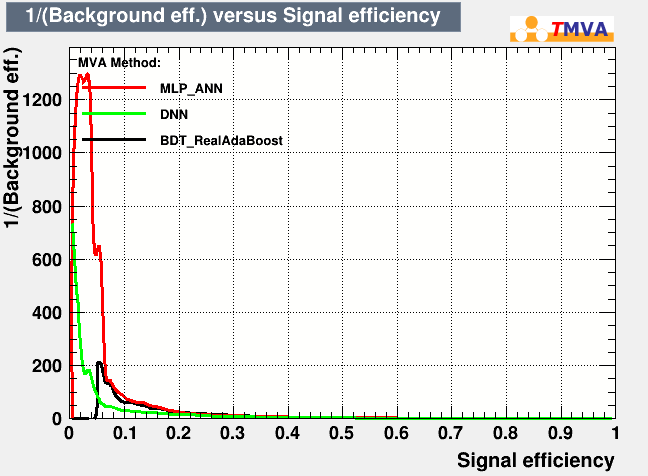 1/(Background eff.) versus Signal efficiency
TMVA
1/(Background eff.)
MVA Method:
MLP_ANN
DNN
BDT_RealAdaBoost
1200
1000
800
600
400
200
0
0 0.1 0.2 0.3 0.4 0.5 0.6 0.7 0.8 0.9 1
Signal efficiency